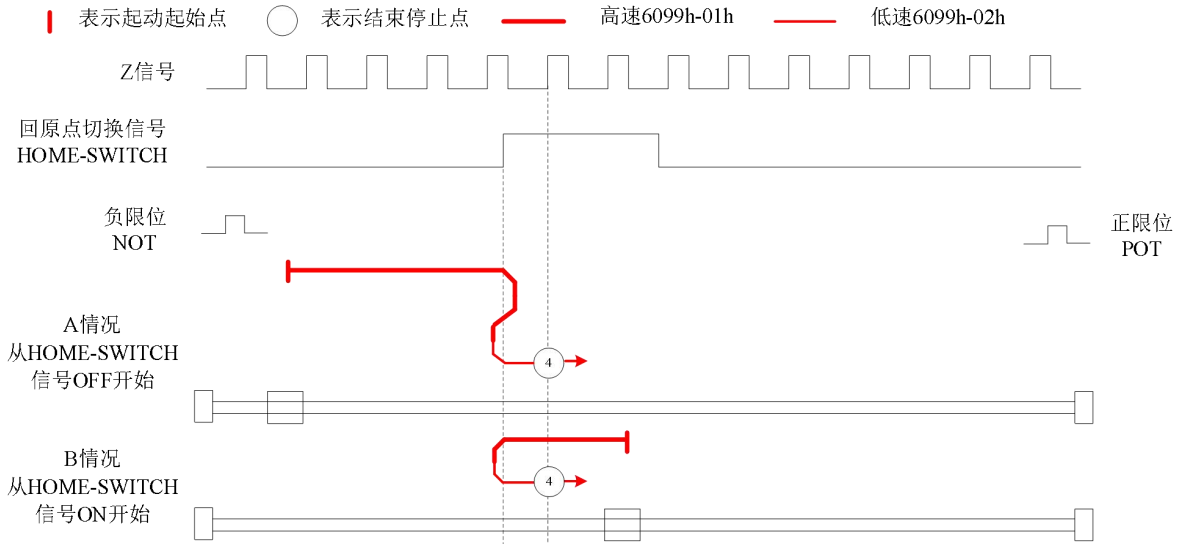 表示起动起始点
表示结束停止点
高速6099h-01h
低速6099h-02h
Z信号
回原点切换信号
HOME-SWITCH
负限位
NOT
正限位
POT
A情况
从HOME-SWITCH
信号OFF开始
4
B情况
从HOME-SWITCH
信号ON开始
4